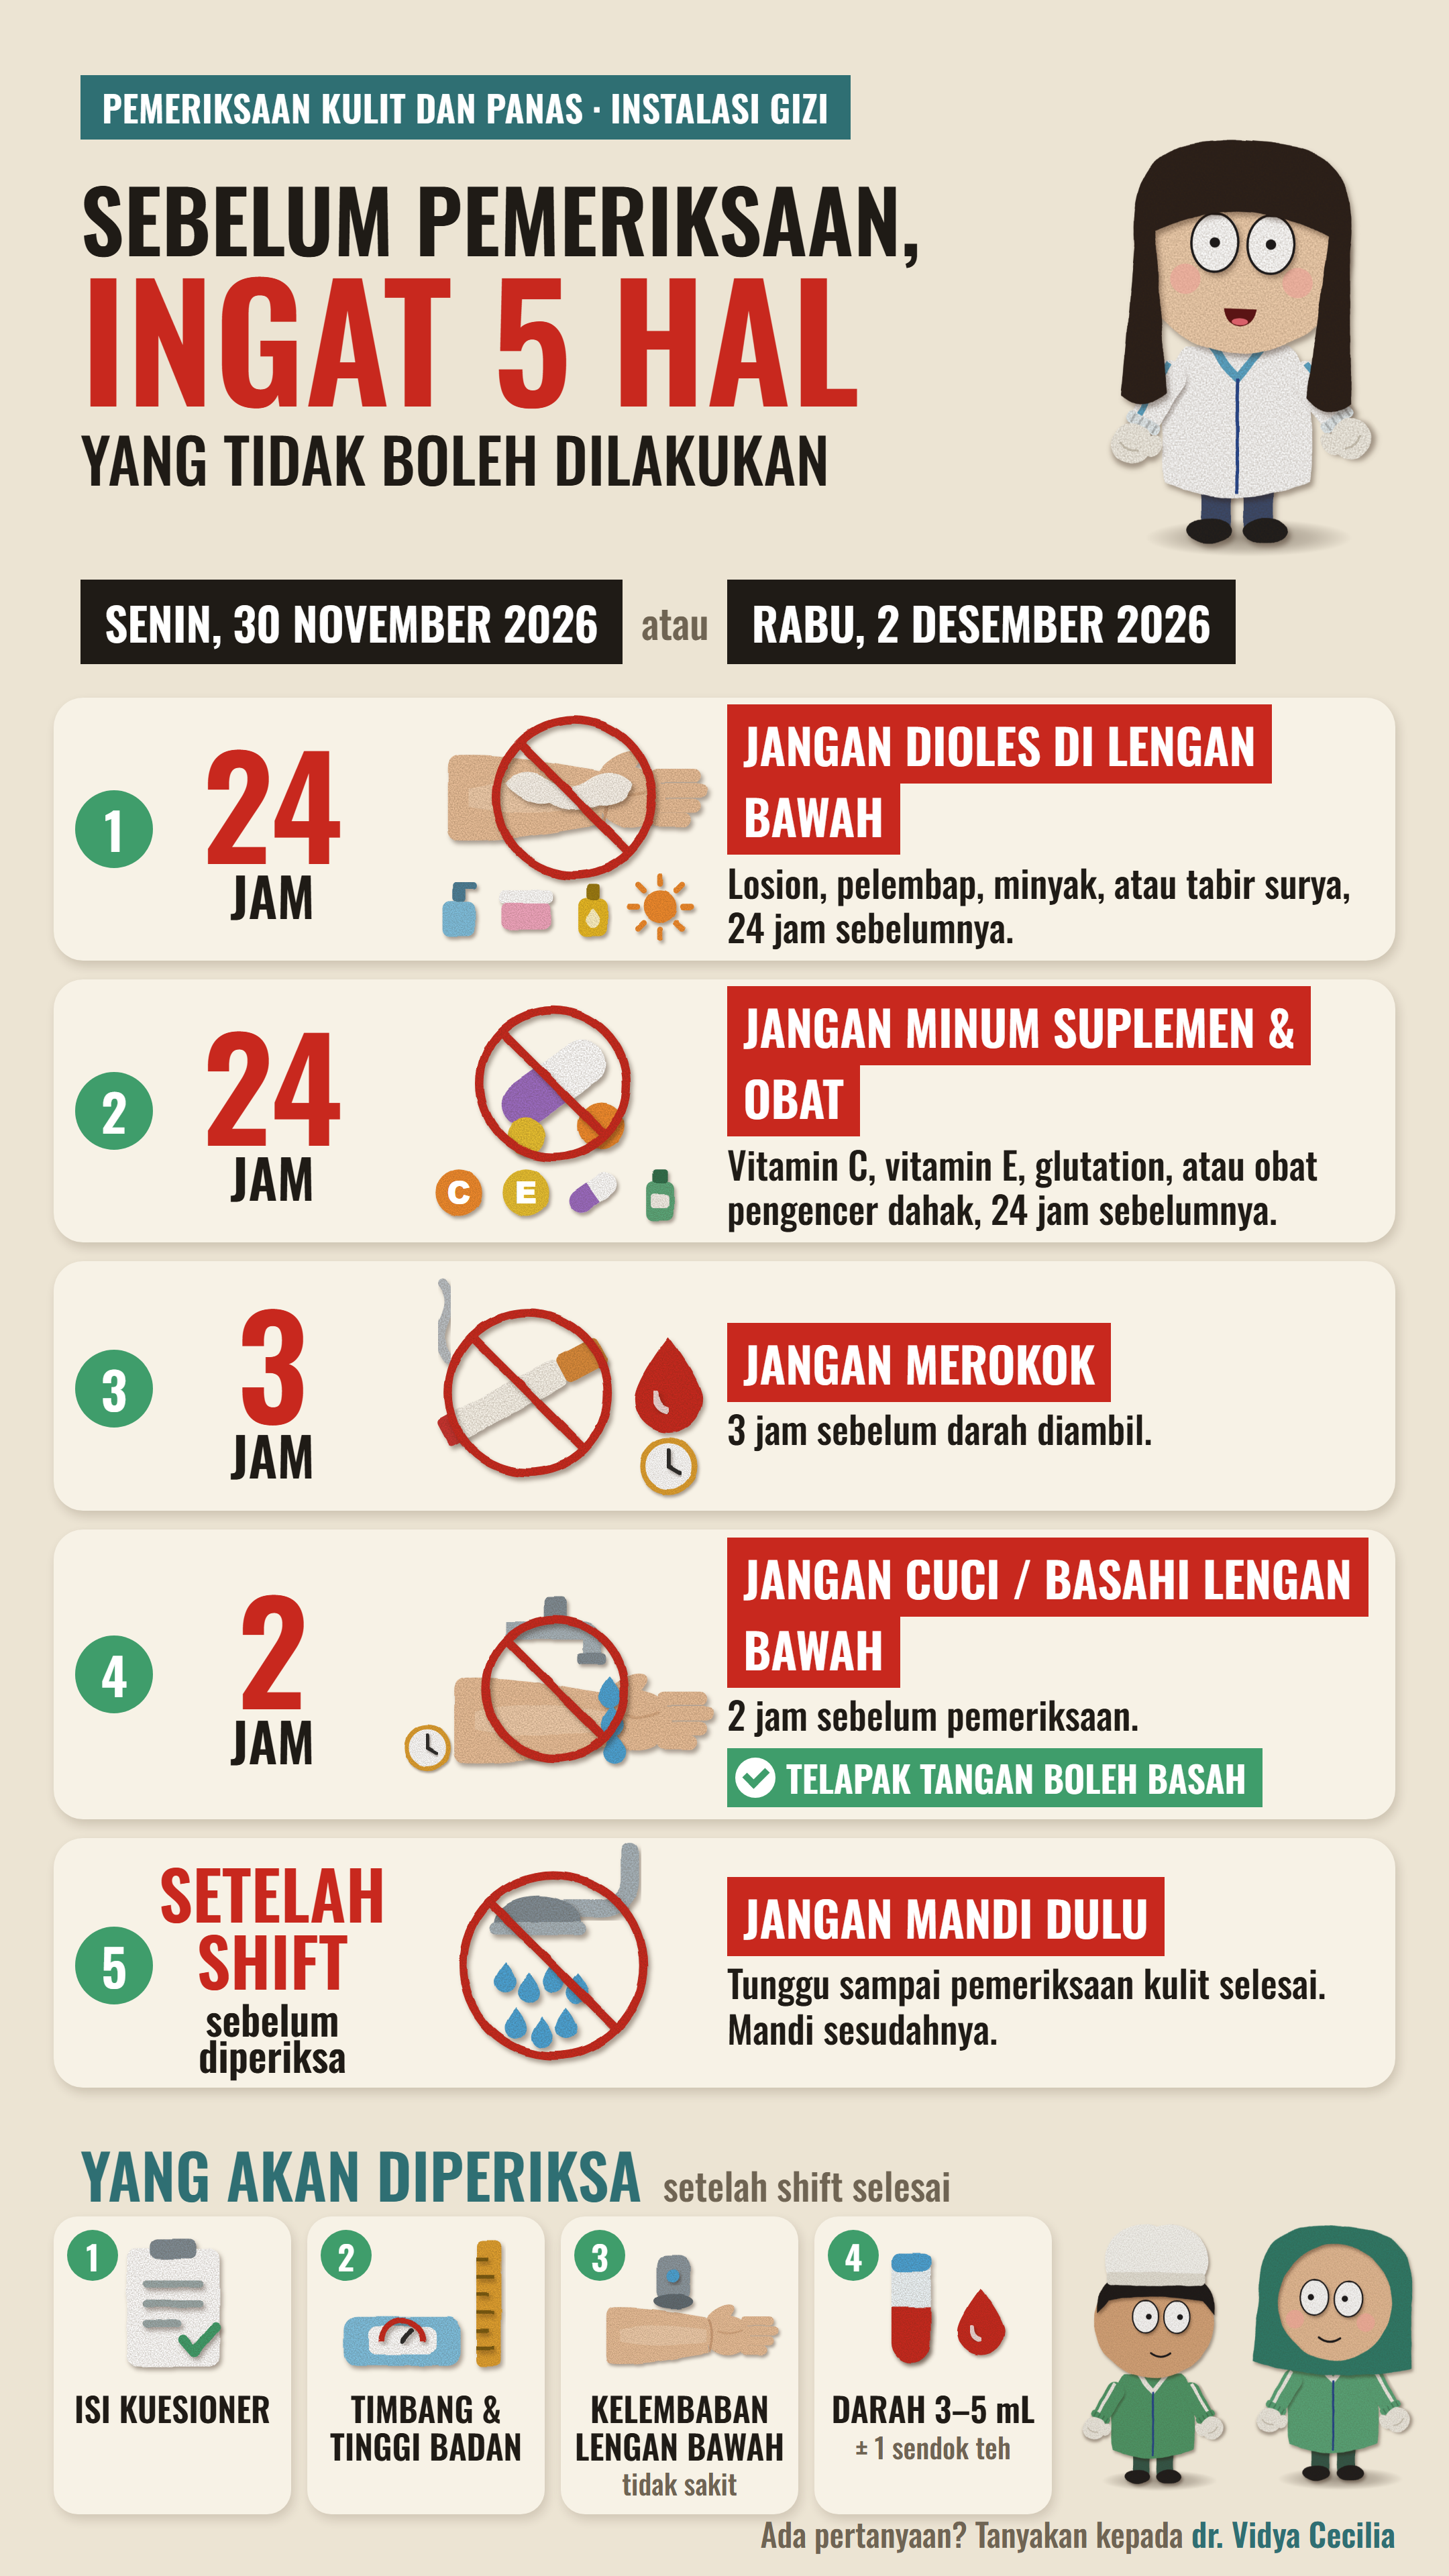 PEMERIKSAAN KULIT DAN PANAS · INSTALASI GIZI
SEBELUM PEMERIKSAAN,
INGAT 5 HAL
YANG TIDAK BOLEH DILAKUKAN
SENIN, 30 NOVEMBER 2026 atau RABU, 2 DESEMBER 2026
1
24
JAM
JANGAN DIOLES DI LENGAN
BAWAH
Losion, pelembap, minyak, atau tabir surya,
24 jam sebelumnya.
2
24
JAM
C E
JANGAN MINUM SUPLEMEN &
OBAT
Vitamin C, vitamin E, glutation, atau obat
pengencer dahak, 24 jam sebelumnya.
3
3
JAM
JANGAN MEROKOK
3 jam sebelum darah diambil.
4
2
JAM
JANGAN CUCI / BASAHI LENGAN
BAWAH
2 jam sebelum pemeriksaan.
TELAPAK TANGAN BOLEH BASAH
5
SETELAH
SHIFT
sebelum
diperiksa
JANGAN MANDI DULU
Tunggu sampai pemeriksaan kulit selesai.
Mandi sesudahnya.
YANG AKAN DIPERIKSA setelah shift selesai
1
ISI KUESIONER
2
TIMBANG &
TINGGI BADAN
3
KELEMBABAN
LENGAN BAWAH
tidak sakit
4
DARAH 3–5 mL
± 1 sendok teh
Ada pertanyaan? Tanyakan kepada dr. Vidya Cecilia